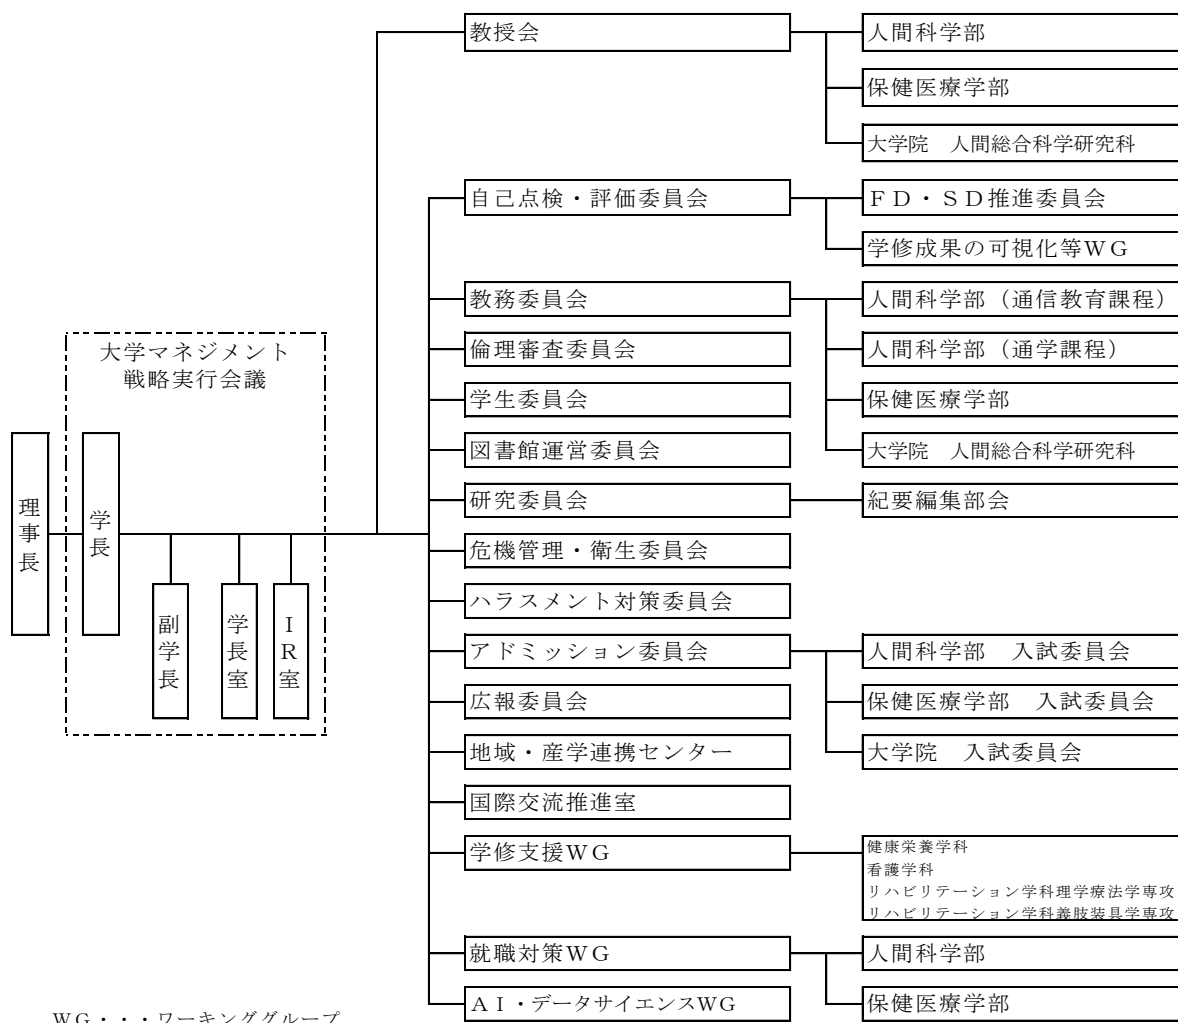 教授会
人間科学部
保健医療学部
大学院　人間総合科学研究科
自己点検・評価委員会
ＦＤ・ＳＤ推進委員会
学修成果の可視化等WG
教務委員会
人間科学部（通信教育課程）
倫理審査委員会
人間科学部（通学課程）
学生委員会
保健医療学部
図書館運営委員会
大学院　人間総合科学研究科
研究委員会
紀要編集部会
危機管理・衛生委員会
ハラスメント対策委員会
アドミッション委員会
人間科学部　入試委員会
広報委員会
保健医療学部　入試委員会
地域・産学連携センター
大学院　入試委員会
国際交流推進室
学修支援WG
健康栄養学科
看護学科
リハビリテーション学科理学療法学専攻
リハビリテーション学科義肢装具学専攻
就職対策WG
人間科学部
ＡＩ・データサイエンスWG
保健医療学部
大学マネジメント
戦略実行会議
理事長
学長
副学長
学長室
ＩＲ室
WG・・・ワーキンググループ